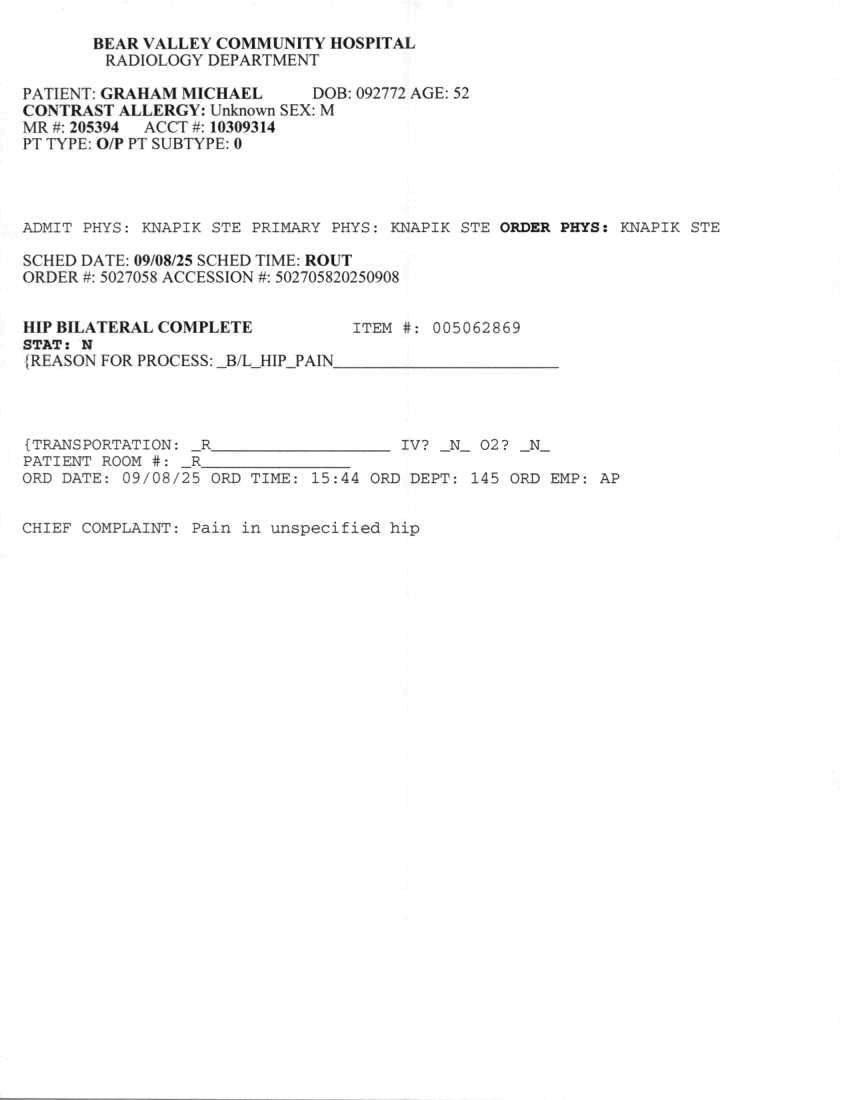 BEAR VALLEY COMMUNITY HOSPITAL
RADIOLOGY DEPARTMENT
PATIENT: GRAHAM MICHAEL DOB: 092772 AGE: 52
CONTRAST ALLERGY: Unknown SEX: M
MR #: 205394 ACCT #: 10309314
PT TYPE: O/P PT SUBTYPE: 0
ADMIT PHYS: KNAPIK STE PRIMARY PHYS: KNAPIK STE ORDER PHYS: KNAPIK STE
SCHED DATE: 09/08/25 SCHED TIME: ROUT
ORDER #: 5027058 ACCESSION #: 502705820250908
HIP BILATERAL COMPLETE ITEM #: 005062869
STAT: N
{REASON FOR PROCESS: _B/L_HIP_PAIN___________________________
{TRANSPORTATION: _R__________________ IV? _N_ O2? _N_
PATIENT ROOM #: _R_______________
ORD DATE: 09/08/25 ORD TIME: 15:44 ORD DEPT: 145 ORD EMP: AP
CHIEF COMPLAINT: Pain in unspecified hip